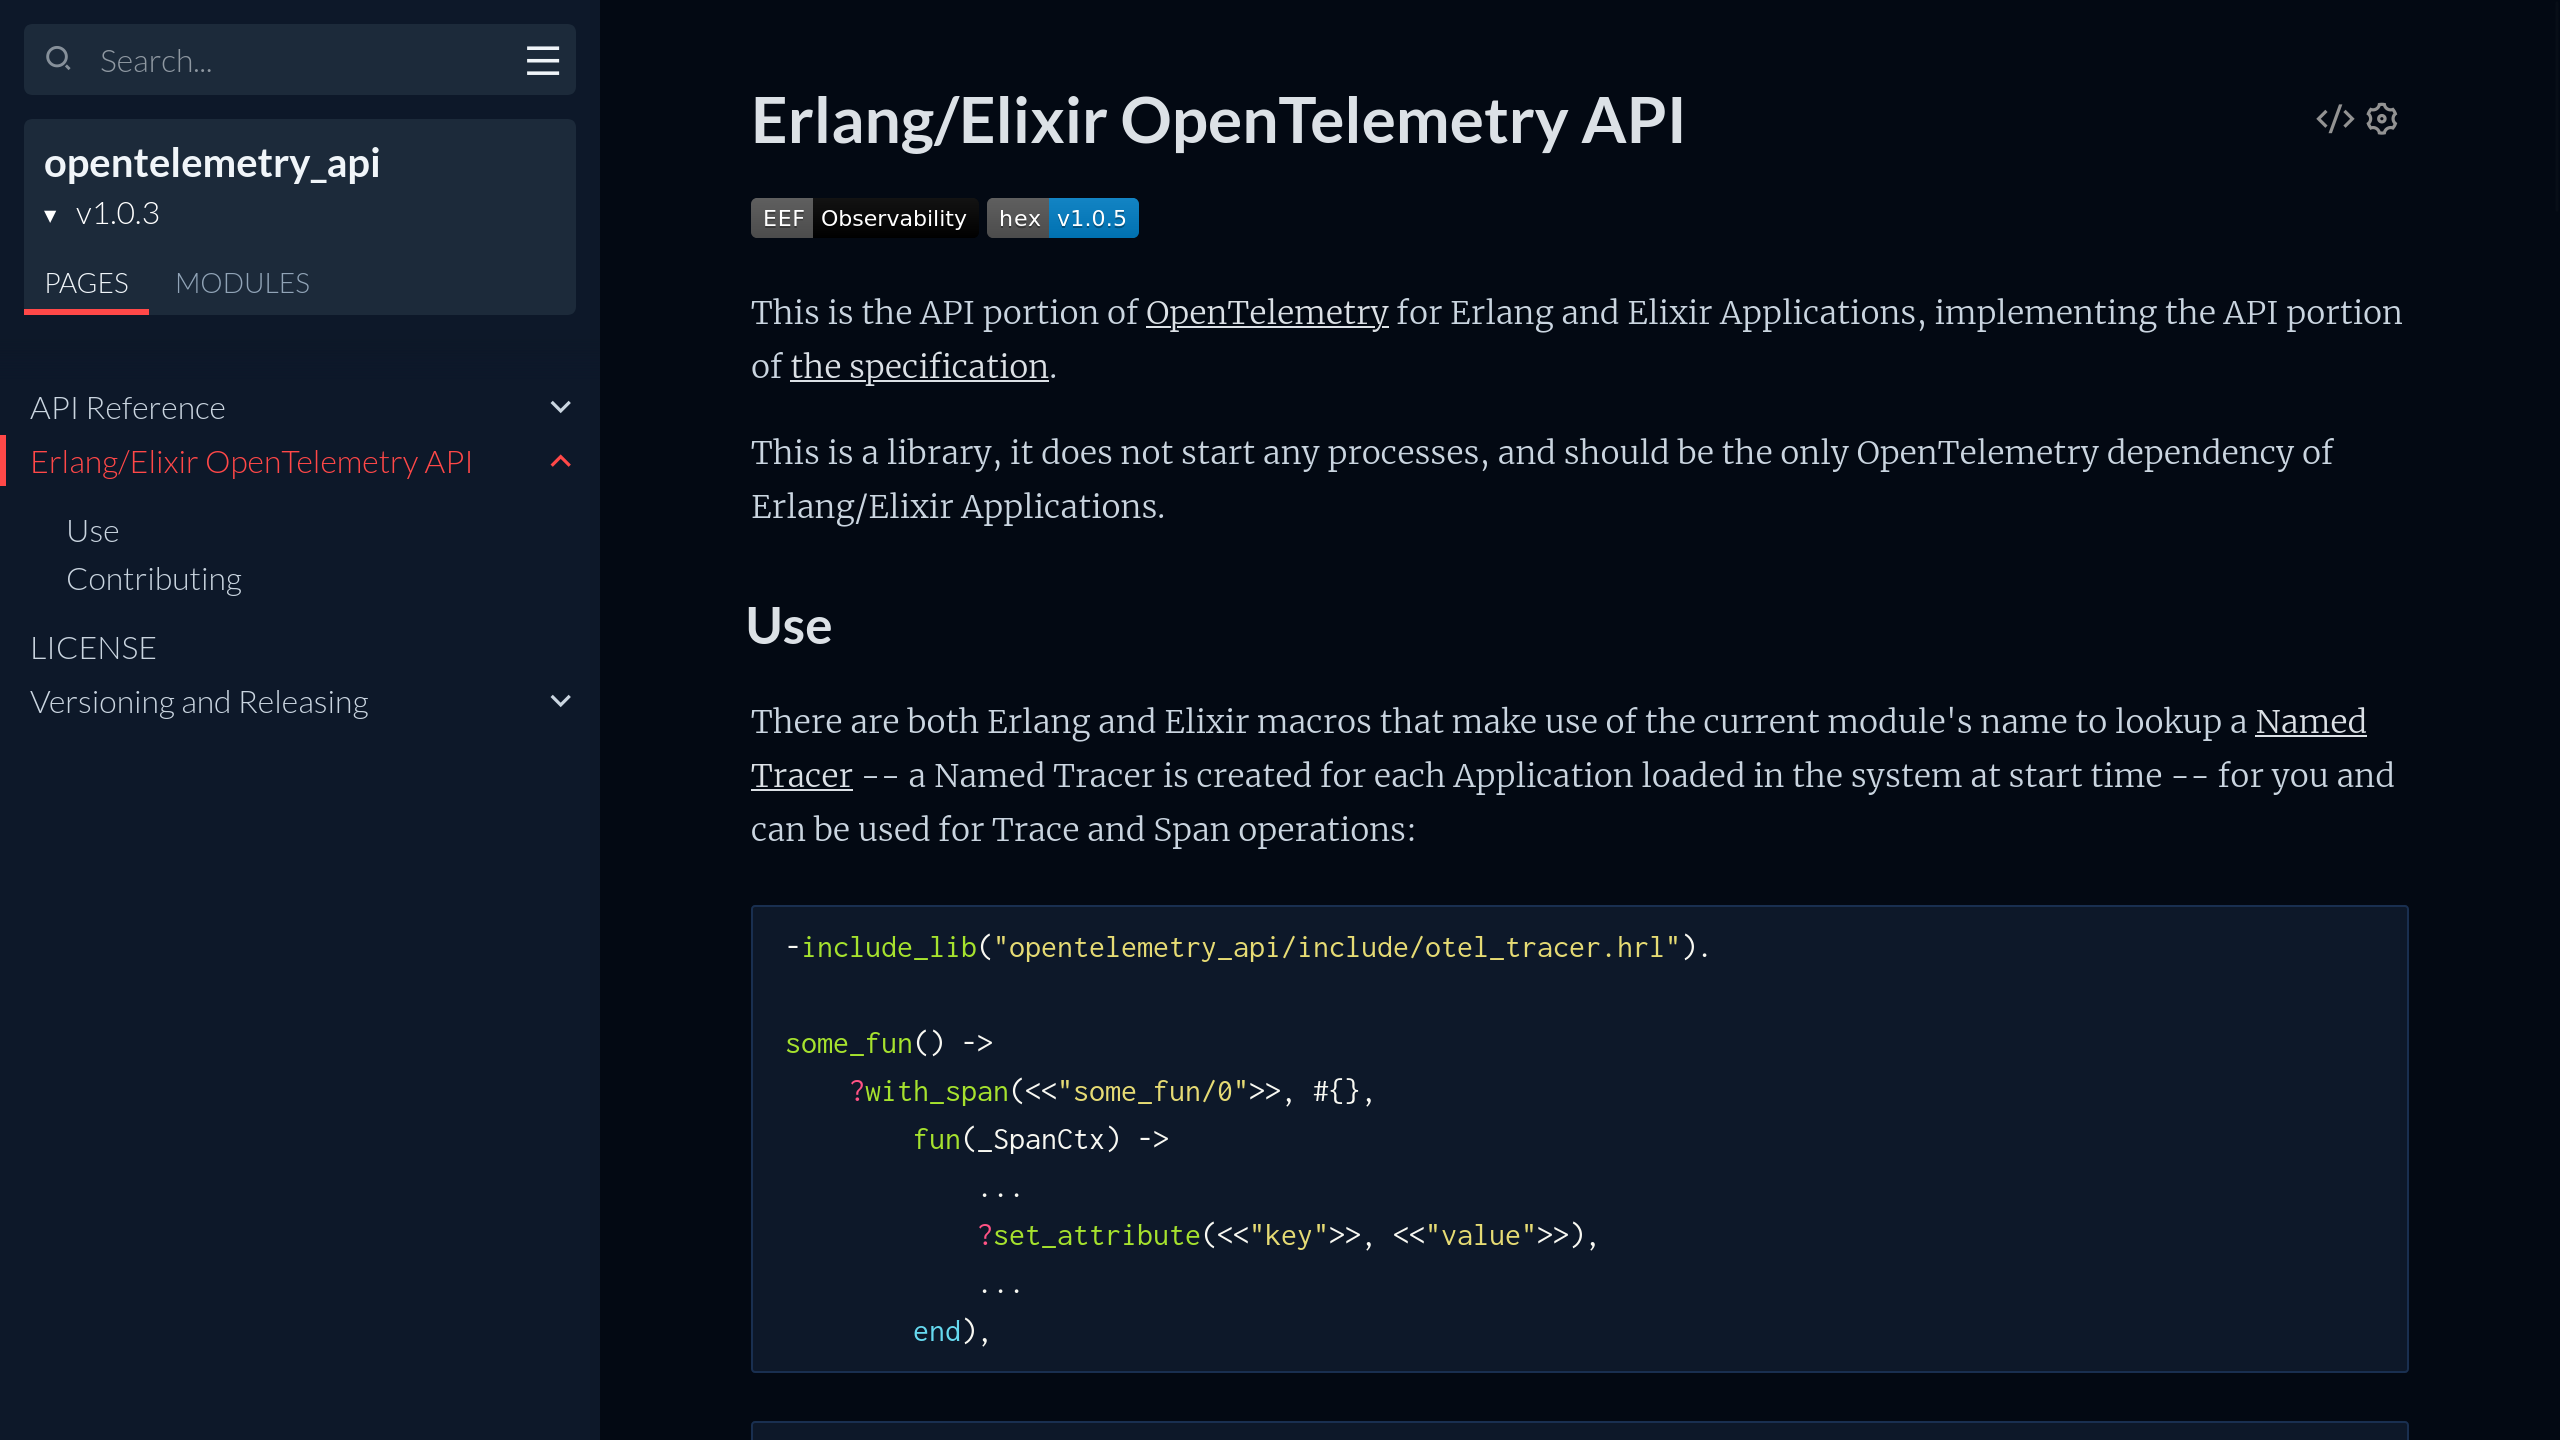 Search...
opentelemetry_api
▼ v1.0.3
PAGES MODULES
API Reference
Erlang/Elixir OpenTelemetry API
Use
Contributing
LICENSE
Versioning and Releasing
Erlang/Elixir OpenTelemetry API
EEF Observability hex v1.0.5
This is the API portion of OpenTelemetry for Erlang and Elixir Applications, implementing the API portion
of the specification.
This is a library, it does not start any processes, and should be the only OpenTelemetry dependency of
Erlang/Elixir Applications.
Use
There are both Erlang and Elixir macros that make use of the current module's name to lookup a Named
Tracer -- a Named Tracer is created for each Application loaded in the system at start time -- for you and
can be used for Trace and Span operations:
-include_lib("opentelemetry_api/include/otel_tracer.hrl").
some_fun() ->
    ?with_span(<<"some_fun/0">>, #{},
        fun(_SpanCtx) ->
            ...
            ?set_attribute(<<"key">>, <<"value">>),
            ...
        end),